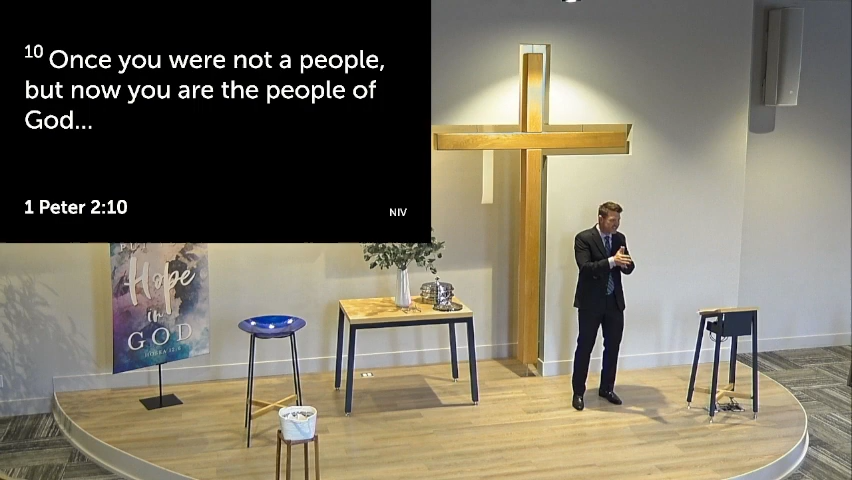 10 Once you were not a people,
but now you are the people of
God...
1 Peter 2:10
NIV
Hope
in
GOD